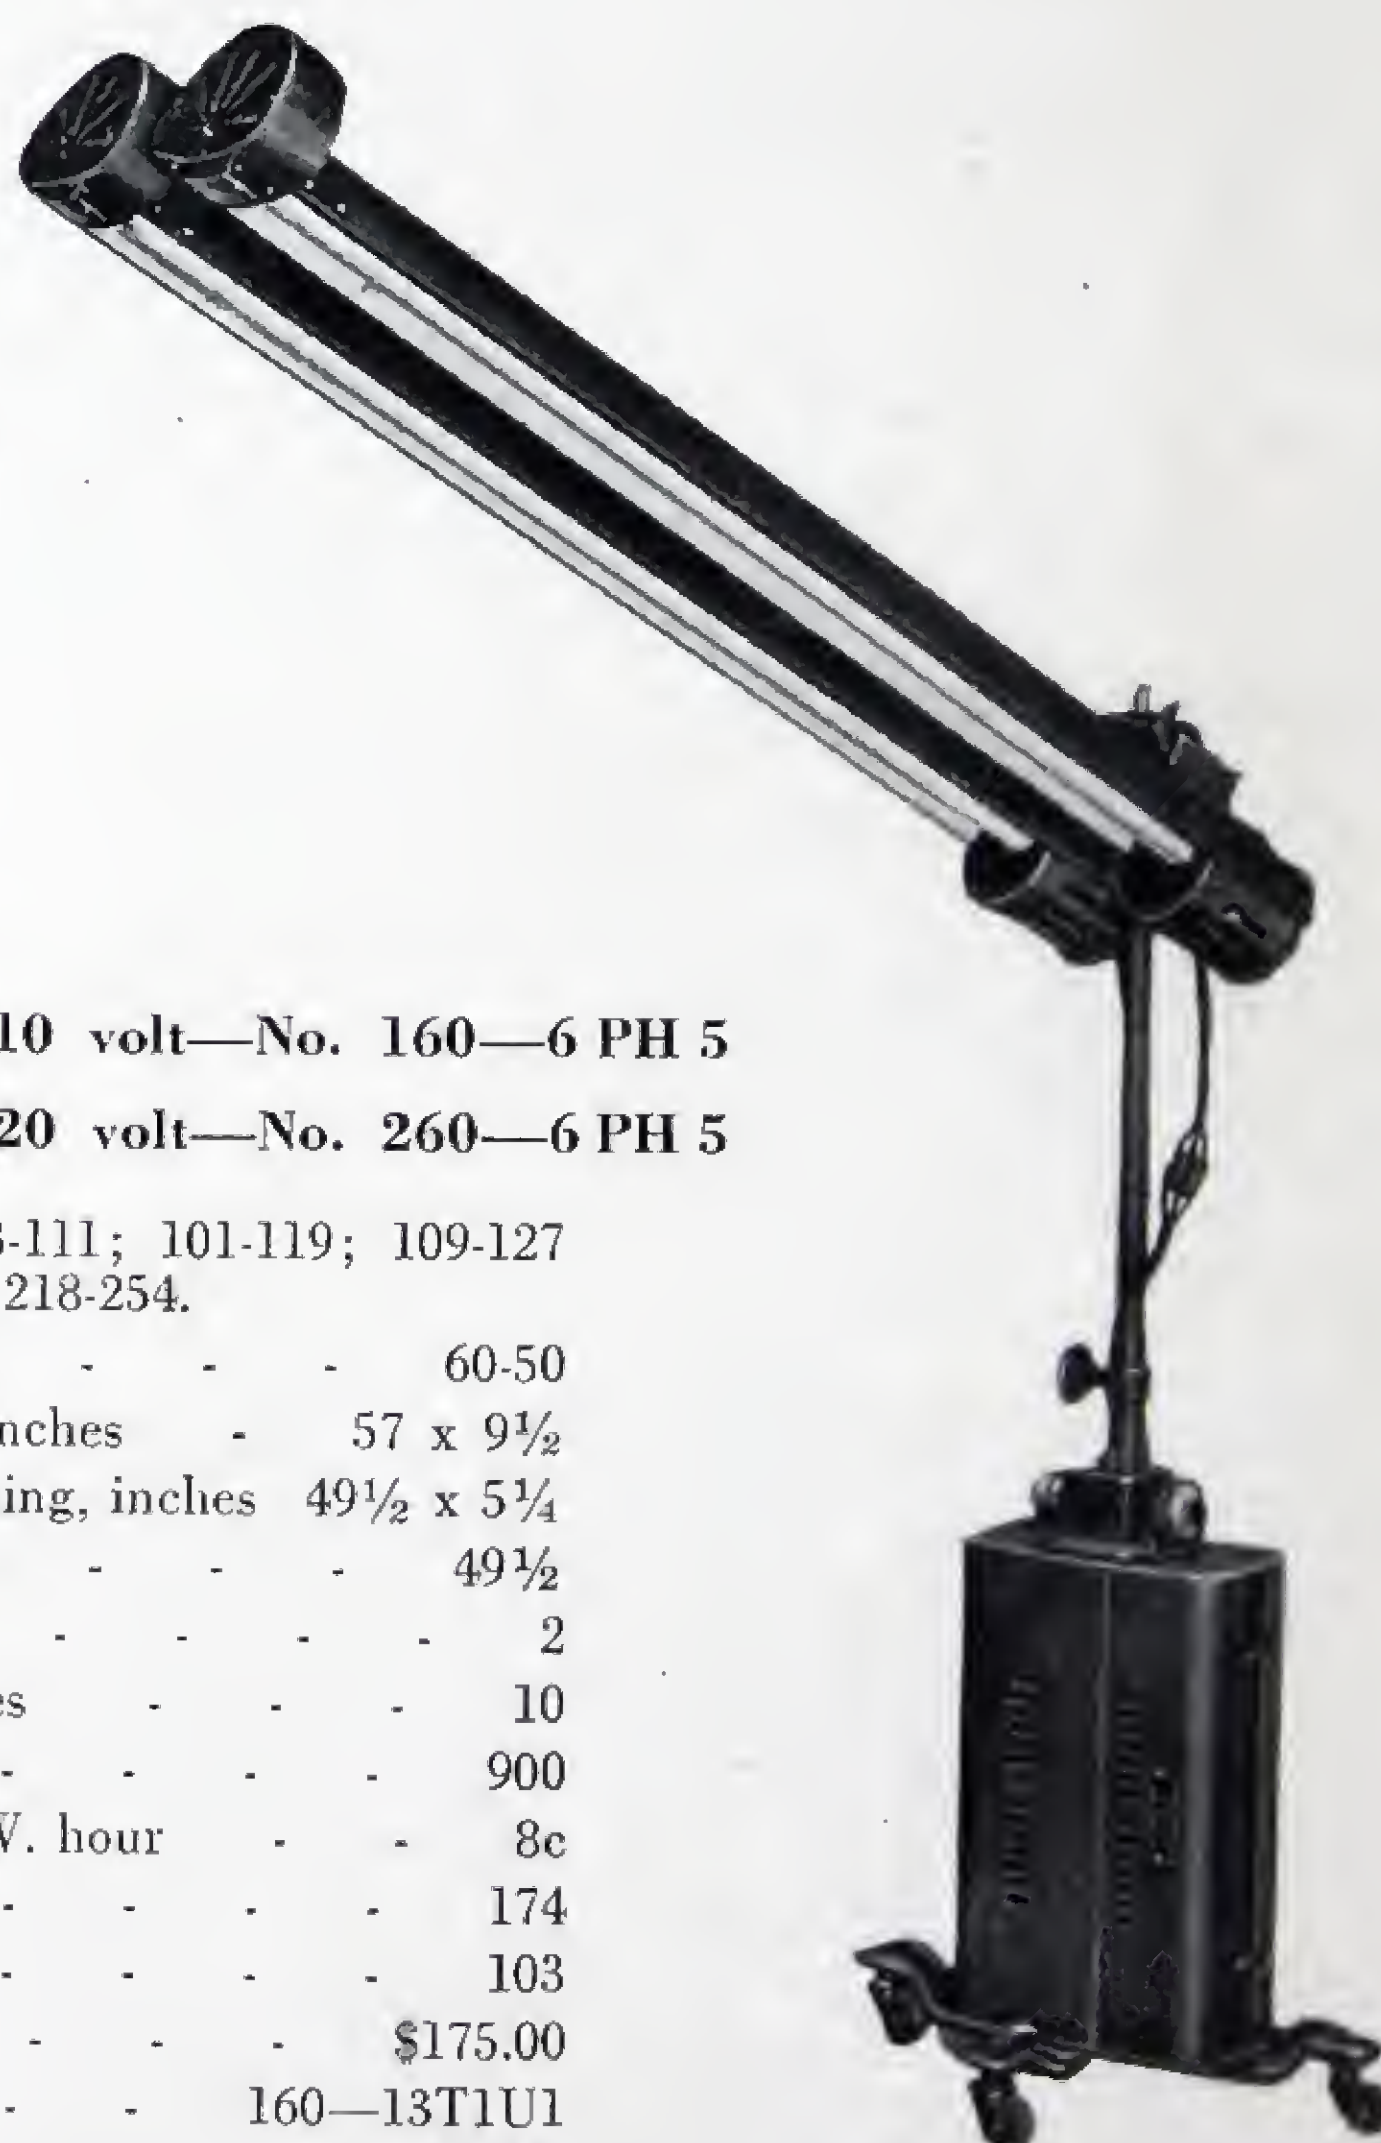 10 volt—No. 160—6 PH 5
20 volt—No. 260—6 PH 5
-111; 101-119; 109-127
218-254.
- - - 60-50
nches - 57 x 9½
ing, inches 49½ x 5¼
- - - 49½
- - - - 2
es - - - 10
- - - - 900
W. hour - - 8c
- - - - 174
- - - - 103
- - - $175.00
- - 160—13T1U1